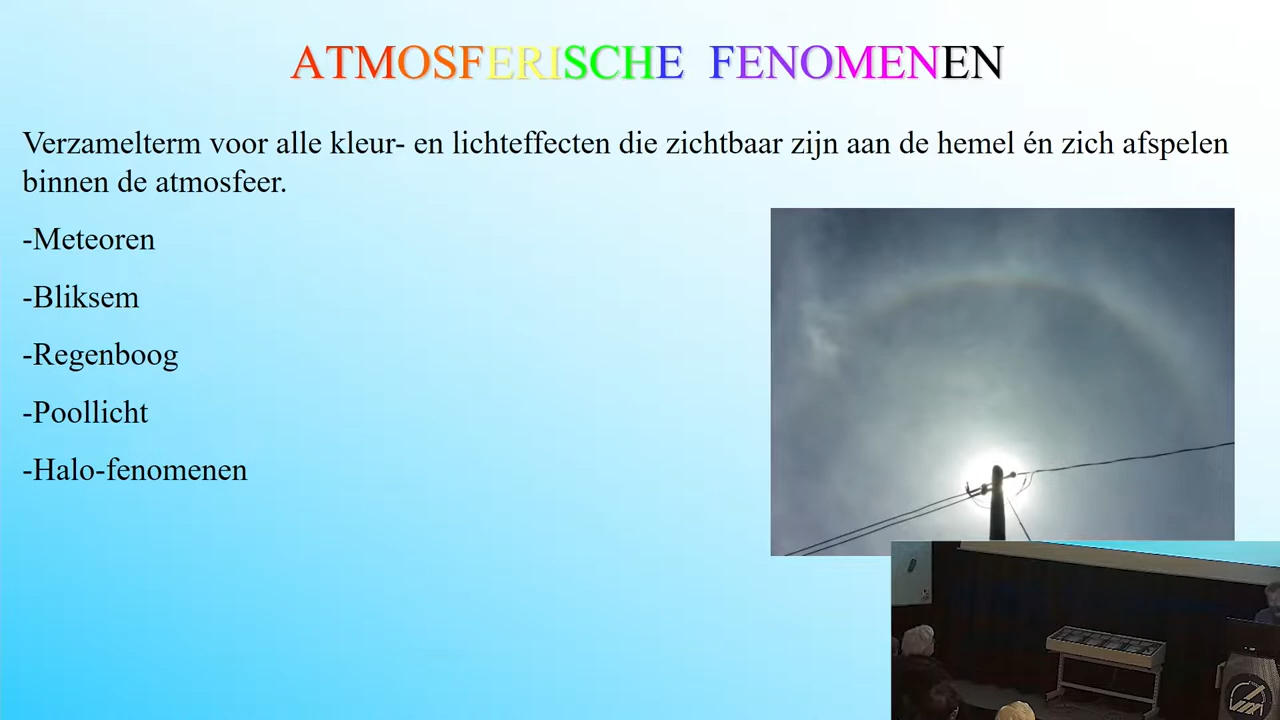 ATMOSFERISCHE FENOMENEN
Verzamelterm voor alle kleur- en lichteffecten die zichtbaar zijn aan de hemel én zich afspelen
binnen de atmosfeer.
-Meteoren
-Bliksem
-Regenboog
-Poollicht
-Halo-fenomenen